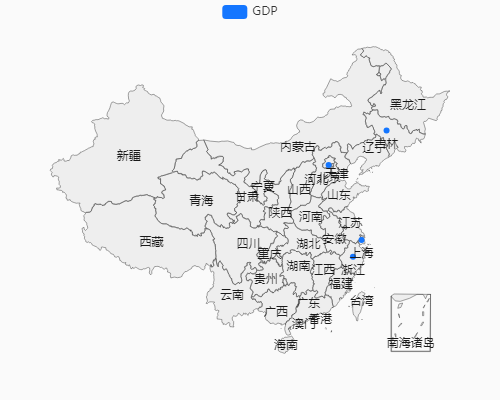 GDP
黑龙江
吉林
辽宁
内蒙古
新疆
北京
天津
河北
宁夏
甘肃
青海
山西
山东
陕西
河南
江苏
西藏
四川
重庆
湖北
安徽
上海
湖南
江西
浙江
贵州
福建
云南
广西
广东
台湾
香港
澳门
海南
南海诸岛